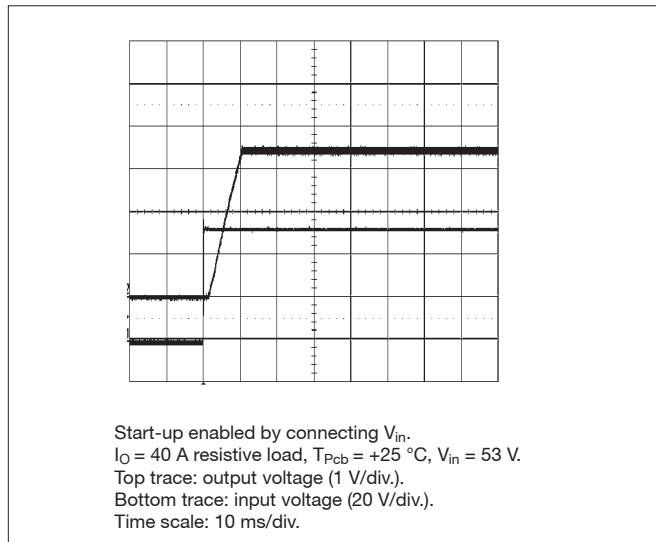 Start-up enabled by connecting Vin.
IO = 40 A resistive load, TPcb = +25 °C, Vin = 53 V.
Top trace: output voltage (1 V/div.).
Bottom trace: input voltage (20 V/div.).
Time scale: 10 ms/div.